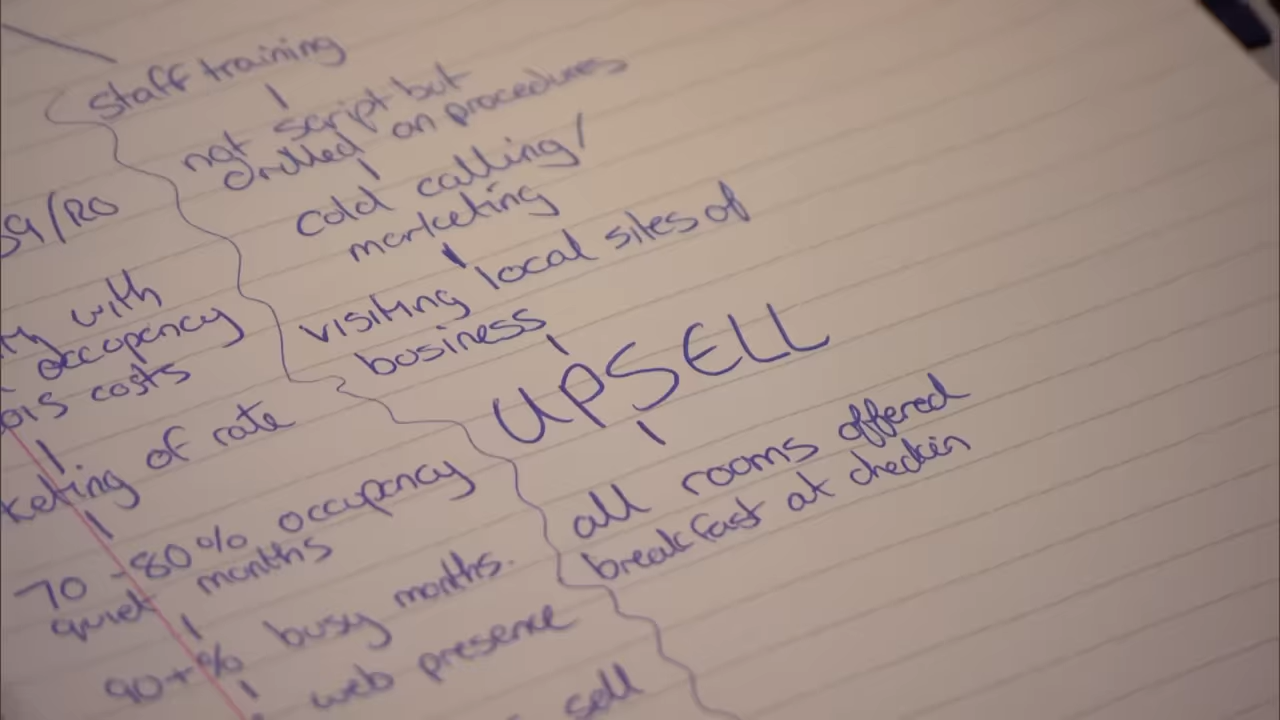 staff training
not script but
drilled on procedures
cold calling/
marketing
visiting local sites of
business
UPSELL
all rooms offered
breakfast at checkin
/RO
with
occupancy
costs
of rate
70-80% occupancy
quiet months
90+% busy months.
web presence
sell